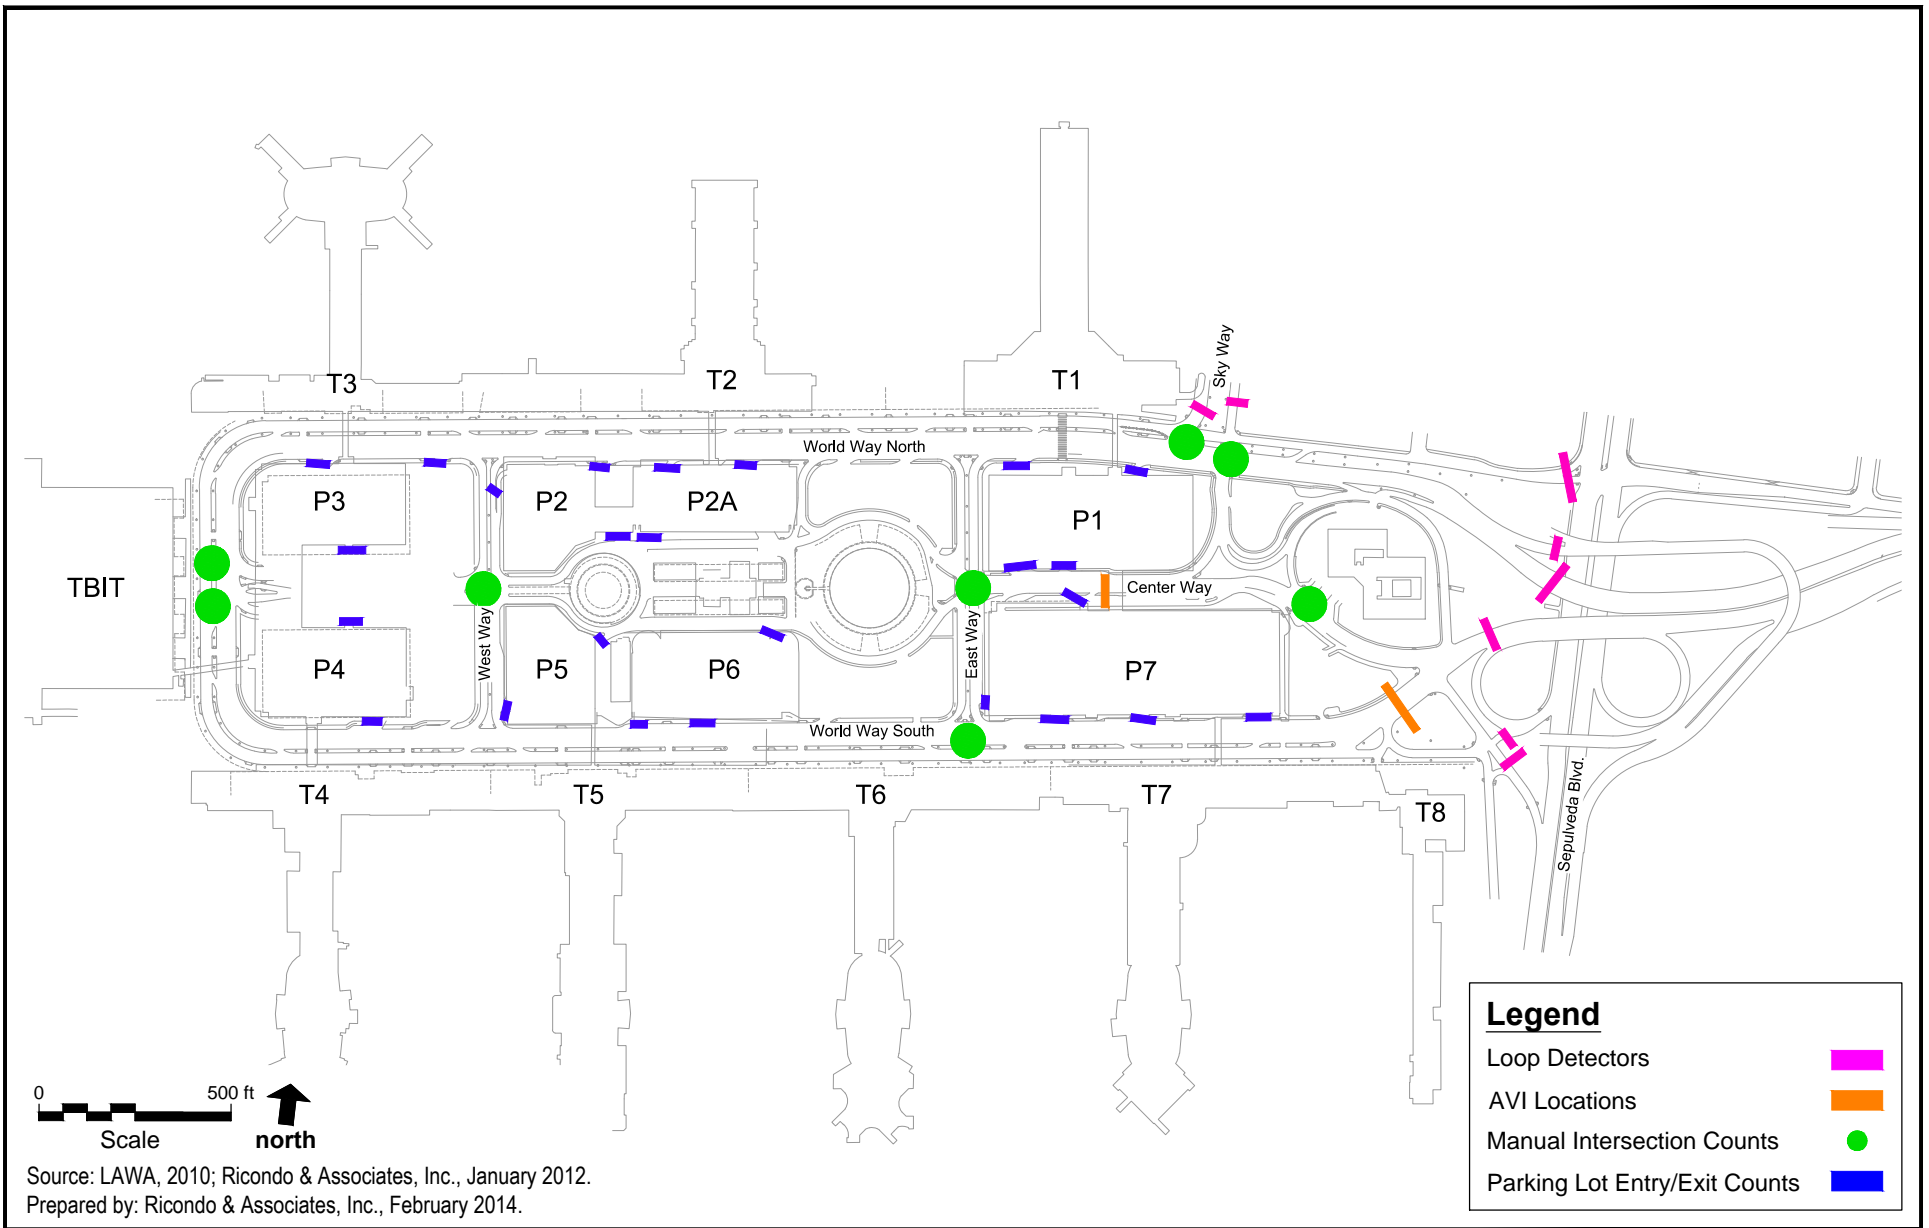 Sky Way
T3
T2
T1
World Way North
P3
P2
P2A
P1
TBIT
Center Way
West Way
East Way
P4
P5
P6
P7
World Way South
Sepulveda Blvd.
T4
T5
T6
T7
T8
Legend
Loop Detectors
AVI Locations
Manual Intersection Counts
Parking Lot Entry/Exit Counts
0 500 ft
Scale
north
Source: LAWA, 2010; Ricondo & Associates, Inc., January 2012.
Prepared by: Ricondo & Associates, Inc., February 2014.